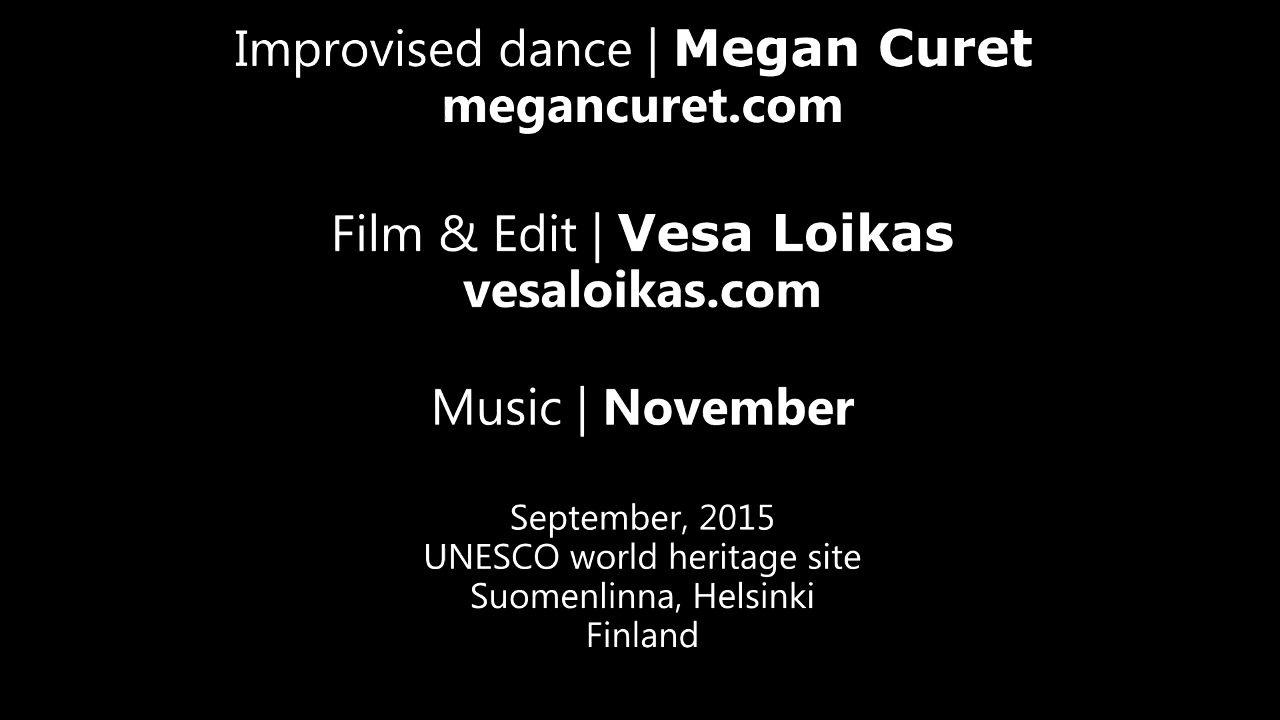 Improvised dance | Megan Curet
megancuret.com
Film & Edit | Vesa Loikas
vesaloikas.com
Music | November
September, 2015
UNESCO world heritage site
Suomenlinna, Helsinki
Finland